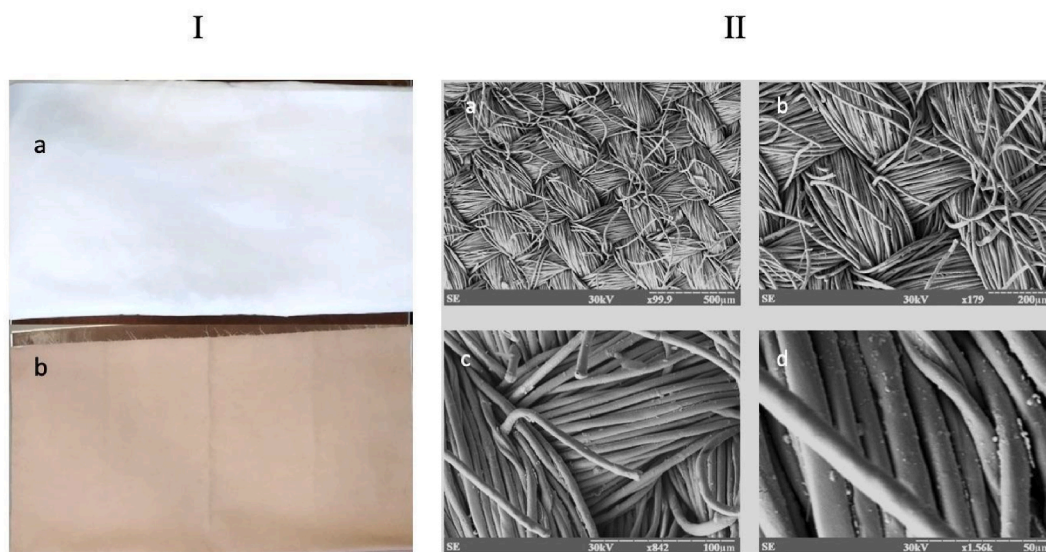 I
II
a
b
a
SE 30kV x99.9 500µm
b
SE 30kV x179 200µm
c
SE 30kV x842 100µm
d
SE 30kV x1.56k 50µm